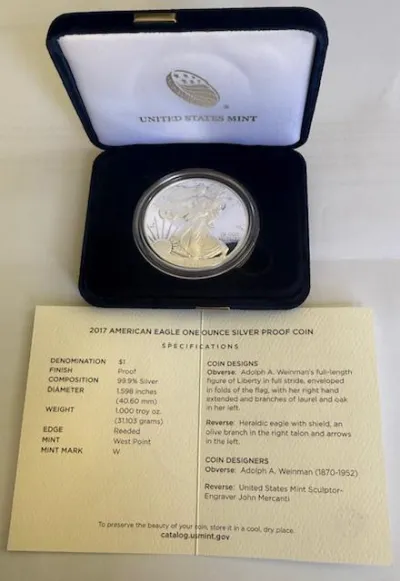 UNITED STATES MINT
2017 AMERICAN EAGLE ONE OUNCE SILVER PROOF COIN
SPECIFICATIONS
DENOMINATION $1
FINISH Proof
COMPOSITION 99.9% Silver
DIAMETER 1.598 inches
(40.60 mm)
WEIGHT 1.000 troy oz.
(31.103 grams)
EDGE Reeded
MINT West Point
MINT MARK W
COIN DESIGNS
Obverse: Adolph A. Weinman's full-length
figure of Liberty in full stride, enveloped
in folds of the flag, with her right hand
extended and branches of laurel and oak
in her left.
Reverse: Heraldic eagle with shield, an
olive branch in the right talon and arrows
in the left.
COIN DESIGNERS
Obverse: Adolph A. Weinman (1870-1952)
Reverse: United States Mint Sculptor-
Engraver John Mercanti
To preserve the beauty of your coin, store it in a cool, dry place.
catalog.usmint.gov